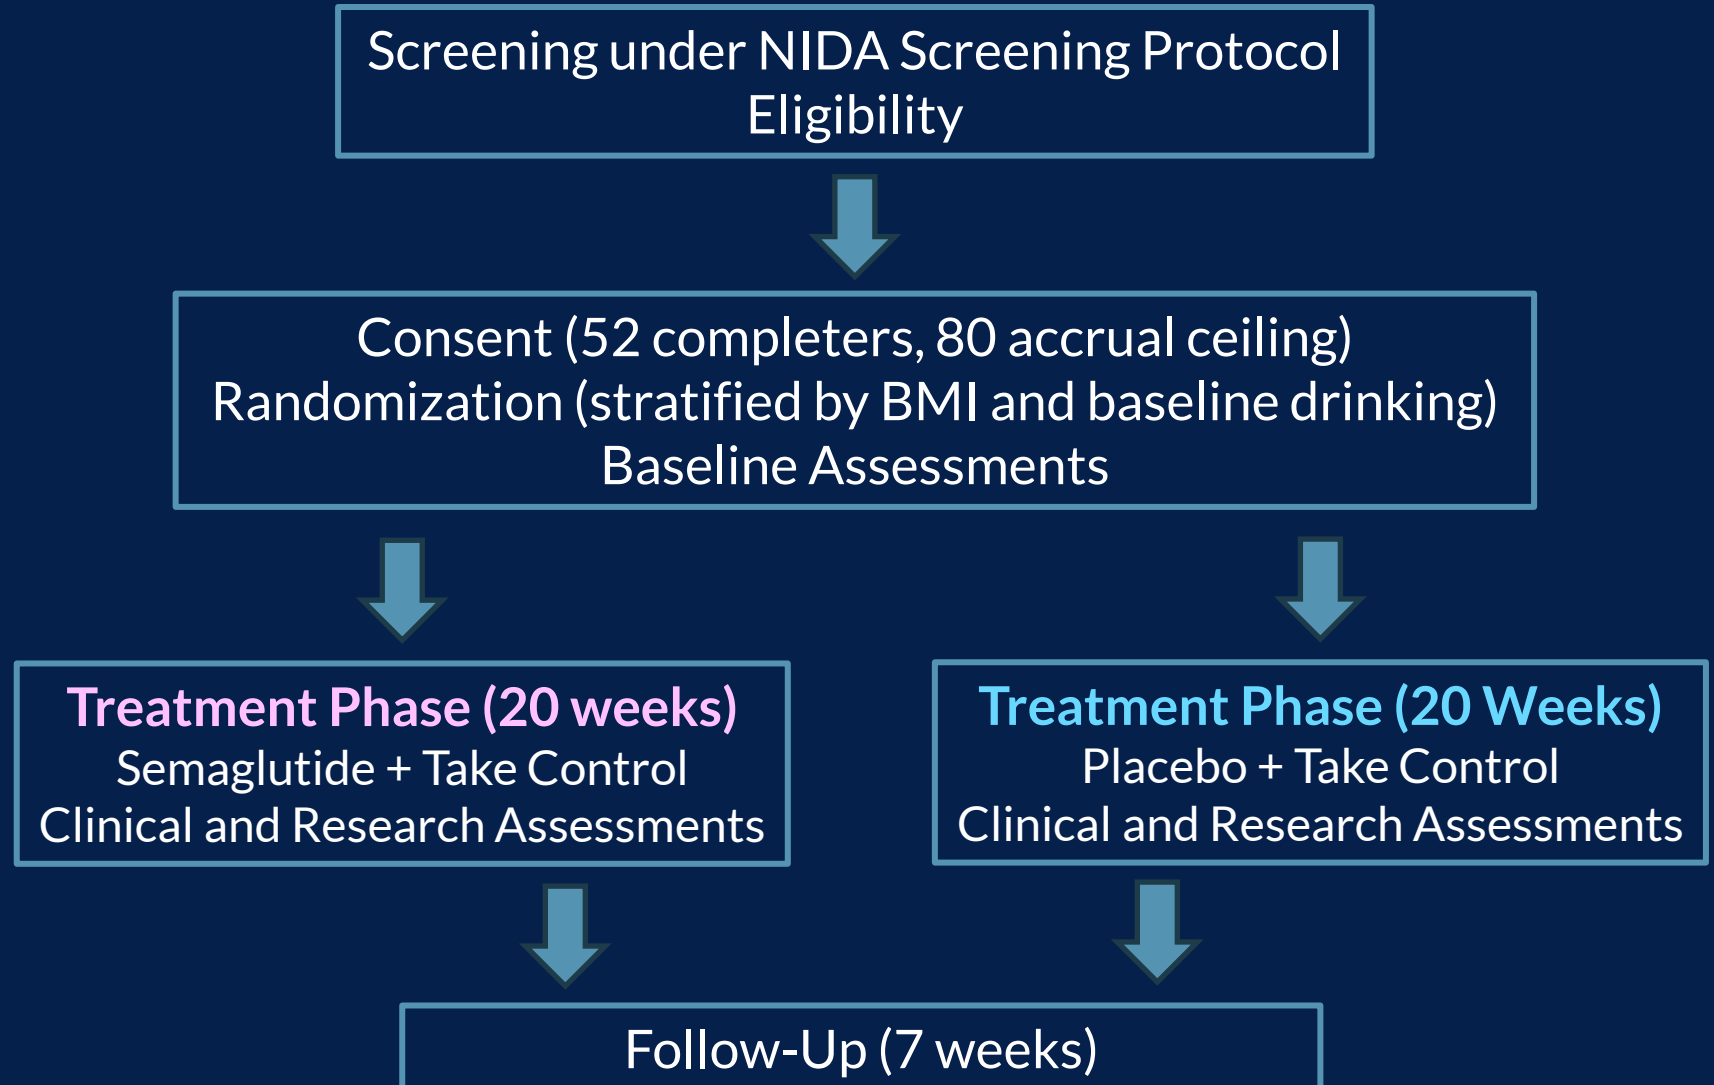 Screening under NIDA Screening Protocol
Eligibility
Consent (52 completers, 80 accrual ceiling)
Randomization (stratified by BMI and baseline drinking)
Baseline Assessments
Treatment Phase (20 weeks)
Semaglutide + Take Control
Clinical and Research Assessments
Treatment Phase (20 Weeks)
Placebo + Take Control
Clinical and Research Assessments
Follow-Up (7 weeks)